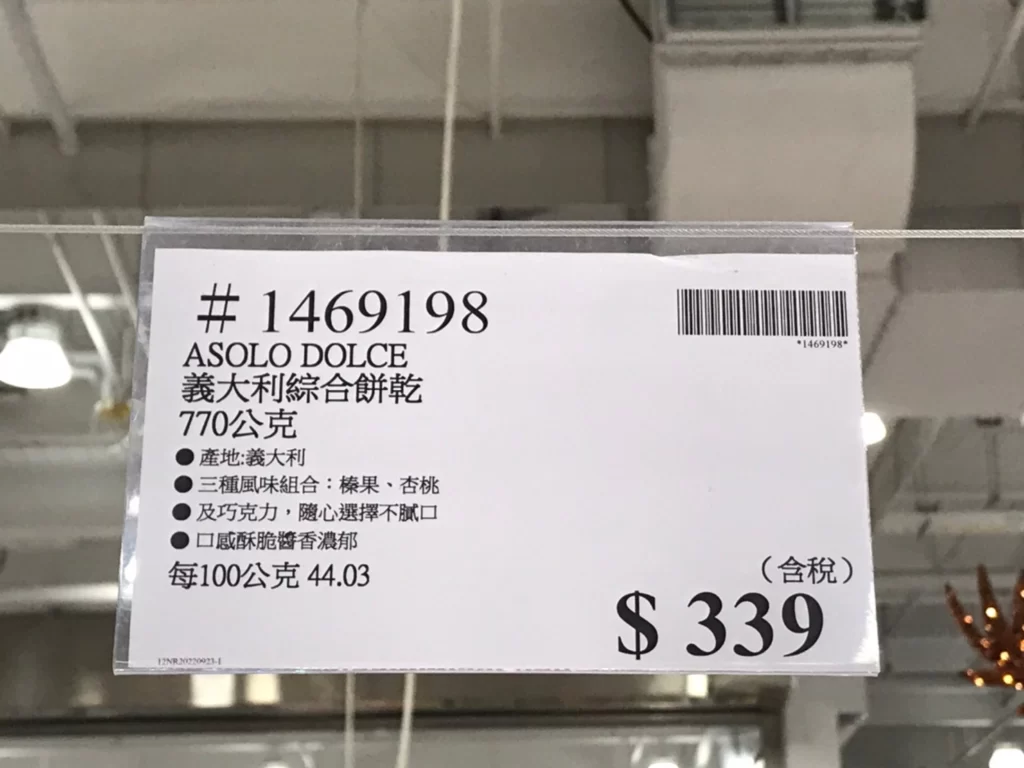 # 1469198
*1469198*
ASOLO DOLCE
義大利綜合餅乾
770公克
●產地:義大利
●三種風味組合：榛果、杏桃
●及巧克力，隨心選擇不膩口
●口感酥脆醬香濃郁
每100公克 44.03
（含稅）
$ 339
12NR20220923-1